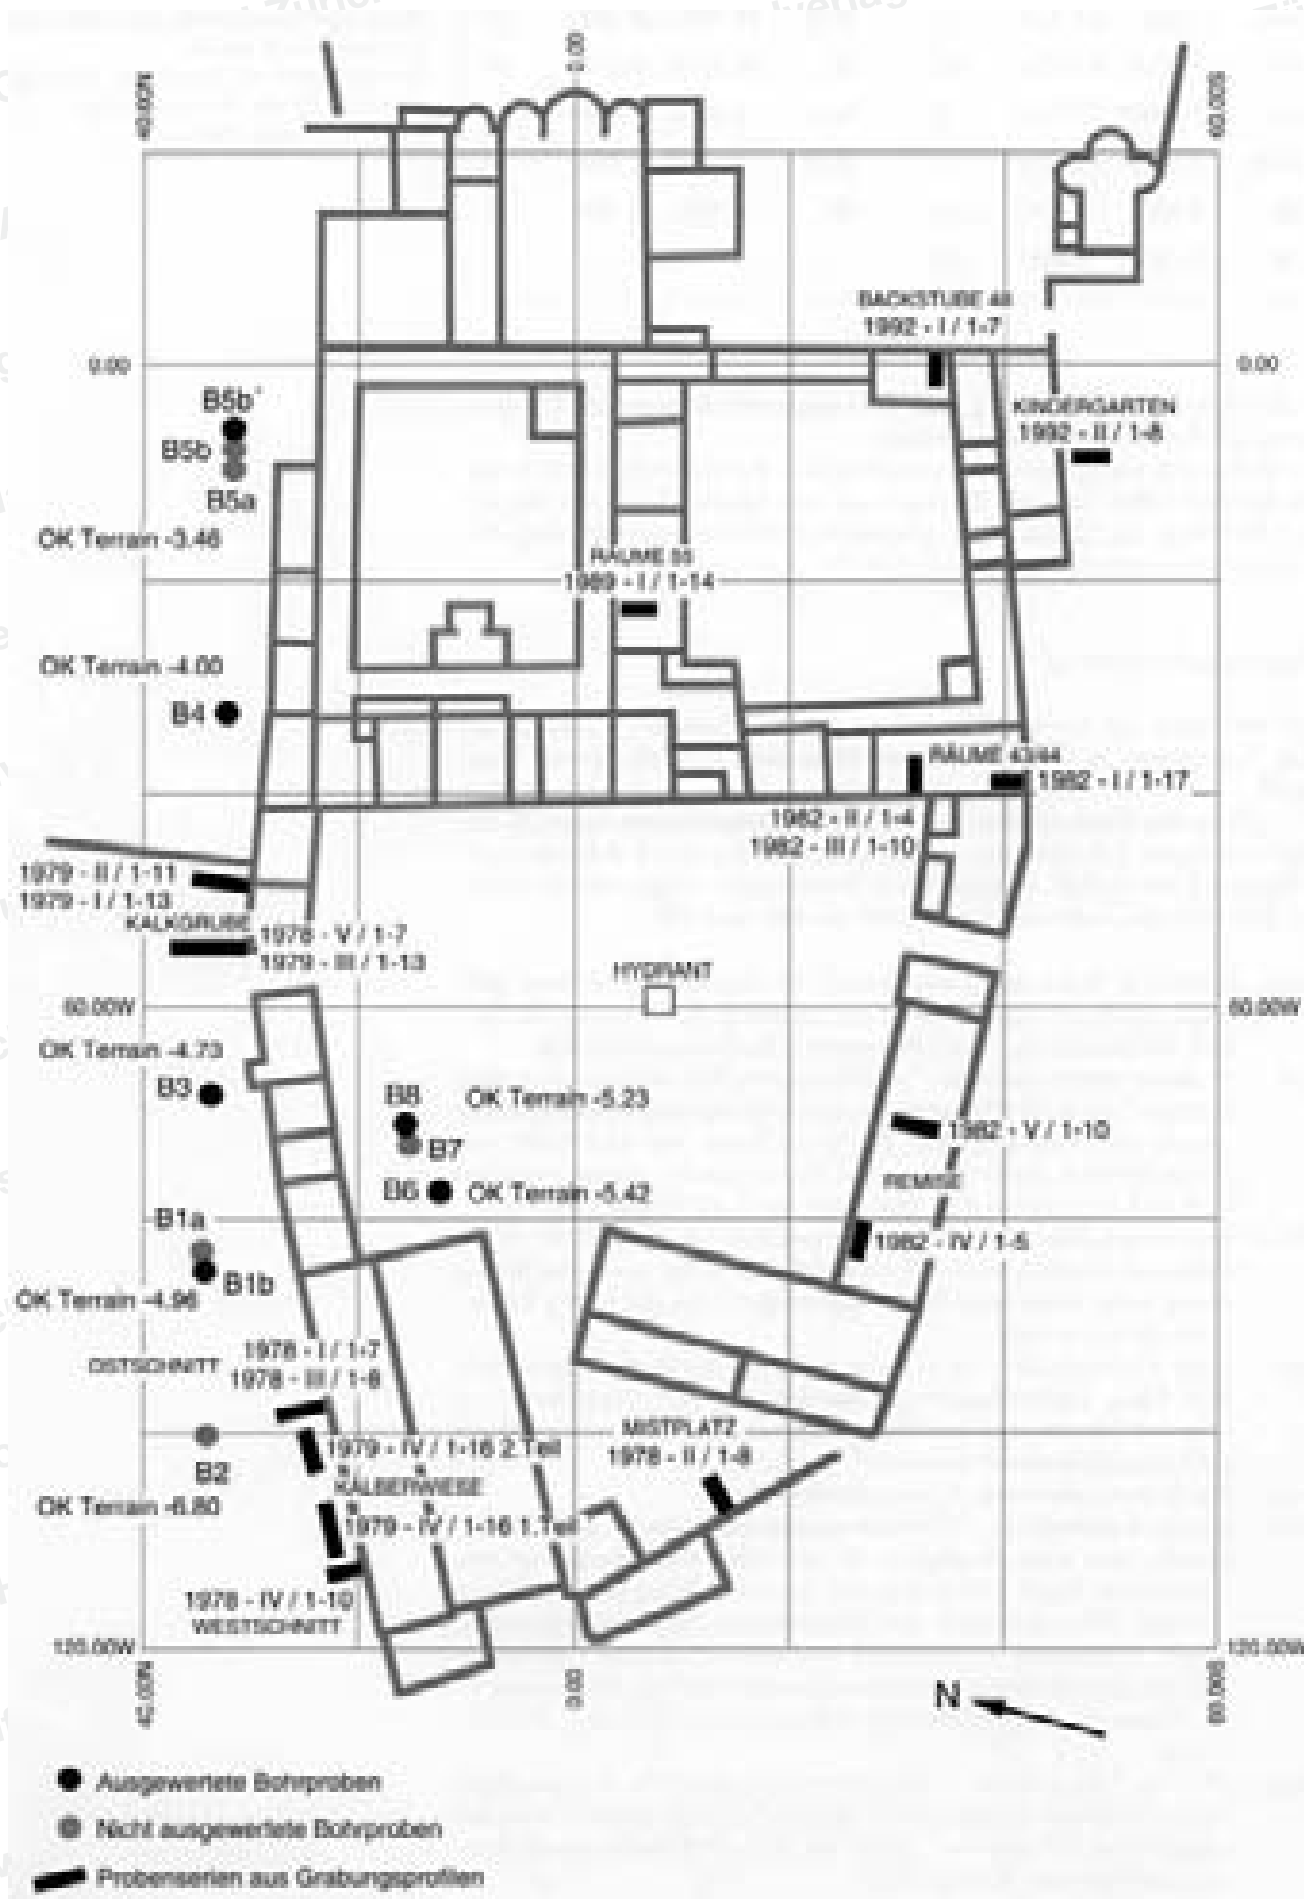 0.00
40.00N
60.00S
BACKSTUBE 48
1992 - I / 1-7
0.00
0.00
B5b'
B5b
B5a
KINDERGARTEN
1992 - II / 1-8
OK Terrain -3.46
RÄUME 55
1989 - I / 1-14
OK Terrain -4.00
B4
RÄUME 43/44
1982 - I / 1-17
1982 - II / 1-4
1982 - III / 1-10
1979 - II / 1-11
1979 - I / 1-13
KALKGRUBE
1978 - V / 1-7
1979 - III / 1-13
HYDRANT
60.00W
60.00W
OK Terrain -4.73
B3
B8
OK Terrain -5.23
B7
1982 - V / 1-10
B6
OK Terrain -5.42
REMISE
B1a
1982 - IV / 1-5
B1b
OK Terrain -4.96
1978 - I / 1-7
OSTSCHNITT
1978 - III / 1-8
MISTPLATZ
1978 - II / 1-8
1979 - IV / 1-16 2.Teil
B2
KÄLBERWIESE
OK Terrain -6.80
1979 - IV / 1-16 1.Teil
1978 - IV / 1-10
WESTSCHNITT
120.00W
120.00W
40.00N
0.00
60.00S
N
Ausgewertete Bohrproben
Nicht ausgewertete Bohrproben
Probenserien aus Grabungsprofilen